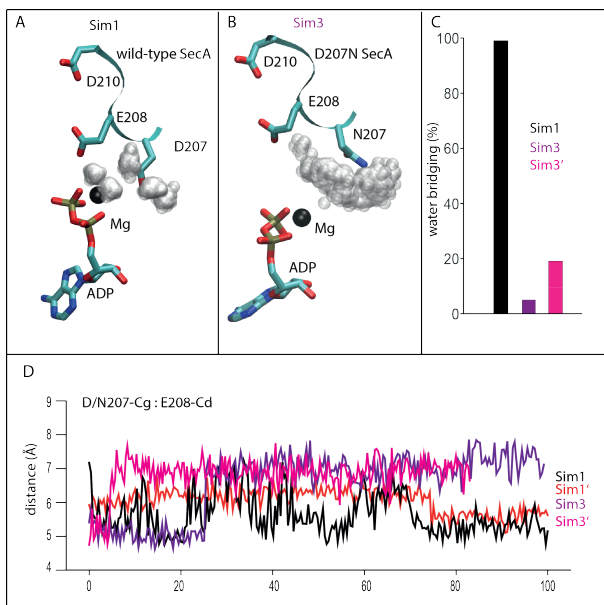 A
Sim1
wild-type SecA
D210
E208
D207
Mg
ADP
B
Sim3
D207N SecA
D210
E208
N207
Mg
ADP
C
water bridging (%)
100
80
60
40
20
0
Sim1
Sim3
Sim3′
D
D/N207-Cg : E208-Cd
distance (Å)
9
8
7
6
5
4
0
20
40
60
80
100
Sim1
Sim1′
Sim3
Sim3′